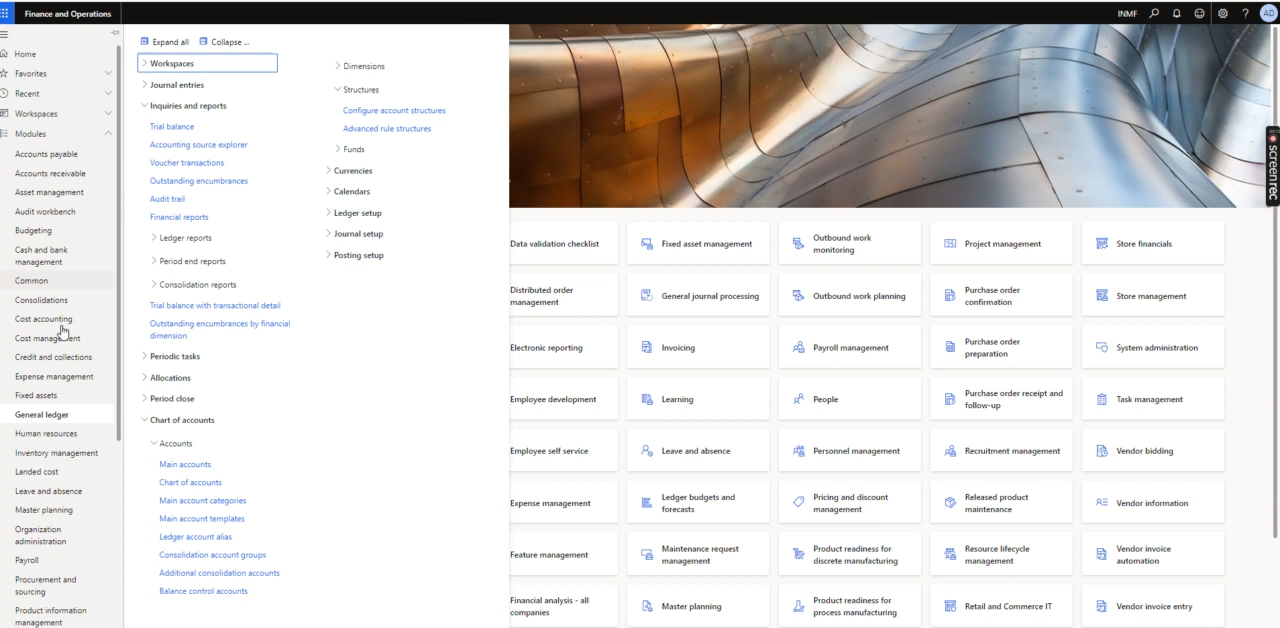 Finance and Operations
INMF
?
AD
Home
Favorites
Recent
Workspaces
Modules
Accounts payable
Accounts receivable
Asset management
Audit workbench
Budgeting
Cash and bank
management
Common
Consolidations
Cost accounting
Cost management
Credit and collections
Expense management
Fixed assets
General ledger
Human resources
Inventory management
Landed cost
Leave and absence
Master planning
Organization
administration
Payroll
Procurement and
sourcing
Product information
management
Expand all
Collapse ...
Workspaces
Journal entries
Inquiries and reports
Trial balance
Accounting source explorer
Voucher transactions
Outstanding encumbrances
Audit trail
Financial reports
Ledger reports
Period end reports
Consolidation reports
Trial balance with transactional detail
Outstanding encumbrances by financial
dimension
Periodic tasks
Allocations
Period close
Chart of accounts
Accounts
Main accounts
Chart of accounts
Main account categories
Main account templates
Ledger account alias
Consolidation account groups
Additional consolidation accounts
Balance control accounts
Dimensions
Structures
Configure account structures
Advanced rule structures
Funds
Currencies
Calendars
Ledger setup
Journal setup
Posting setup
Data validation checklist
Distributed order
management
Electronic reporting
Employee development
Employee self service
Expense management
Feature management
Financial analysis - all
companies
Fixed asset management
General journal processing
Invoicing
Learning
Leave and absence
Ledger budgets and
forecasts
Maintenance request
management
Master planning
Outbound work
monitoring
Outbound work planning
Payroll management
People
Personnel management
Pricing and discount
management
Product readiness for
discrete manufacturing
Product readiness for
process manufacturing
Project management
Purchase order
confirmation
Purchase order
preparation
Purchase order receipt and
follow-up
Recruitment management
Released product
maintenance
Resource lifecycle
management
Retail and Commerce IT
Store financials
Store management
System administration
Task management
Vendor bidding
Vendor information
Vendor invoice
automation
Vendor invoice entry
screenrec